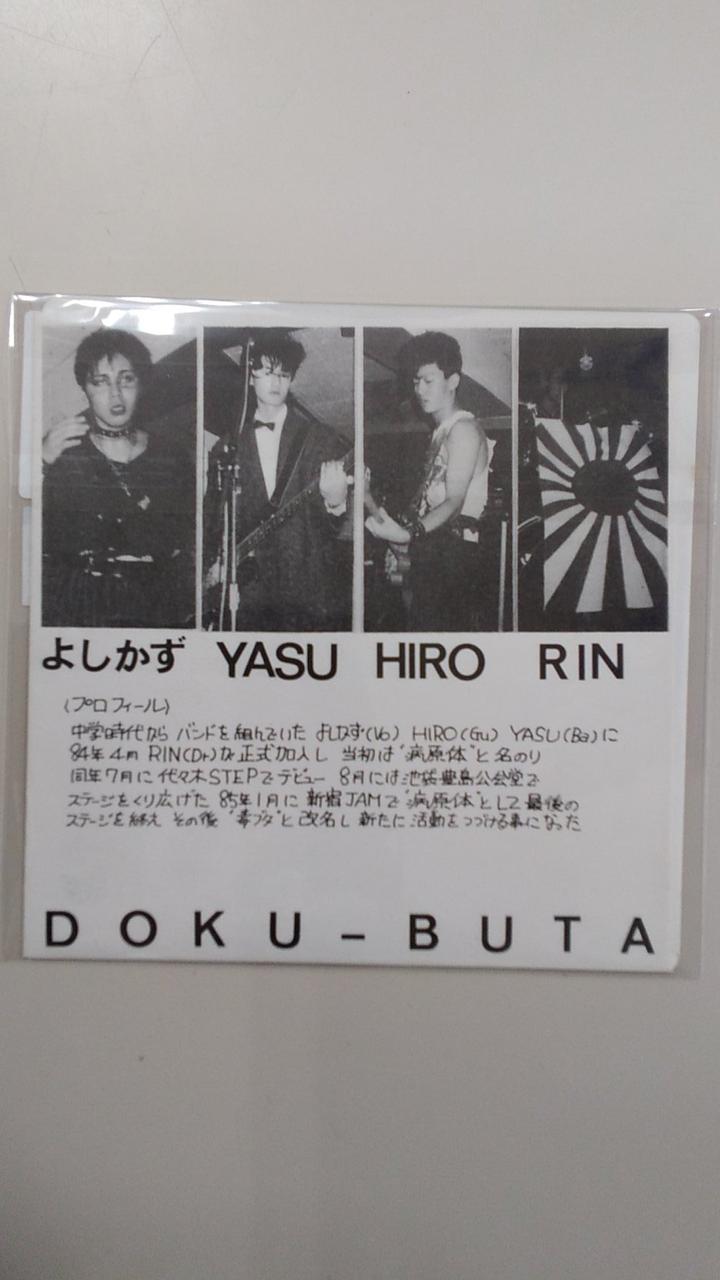 よしかず YASU HIRO RIN
(プロフィール)
中学時代から バンドを組んでいた よしかず(Vo) HIRO(Gu) YASU(Ba)に
84年4月 RIN(Dr)が正式加入し 当初は"病原体"と名のり
同年7月に代々木STEPでデビュー 8月には池袋豊島公会堂で
ステージをくり広げた 85年1月に 新宿JAMで"病原体"として最後の
ステージを終え その後"毒ブタ"と改名し 新たに活動をつづける事になった
DOKU-BUTA